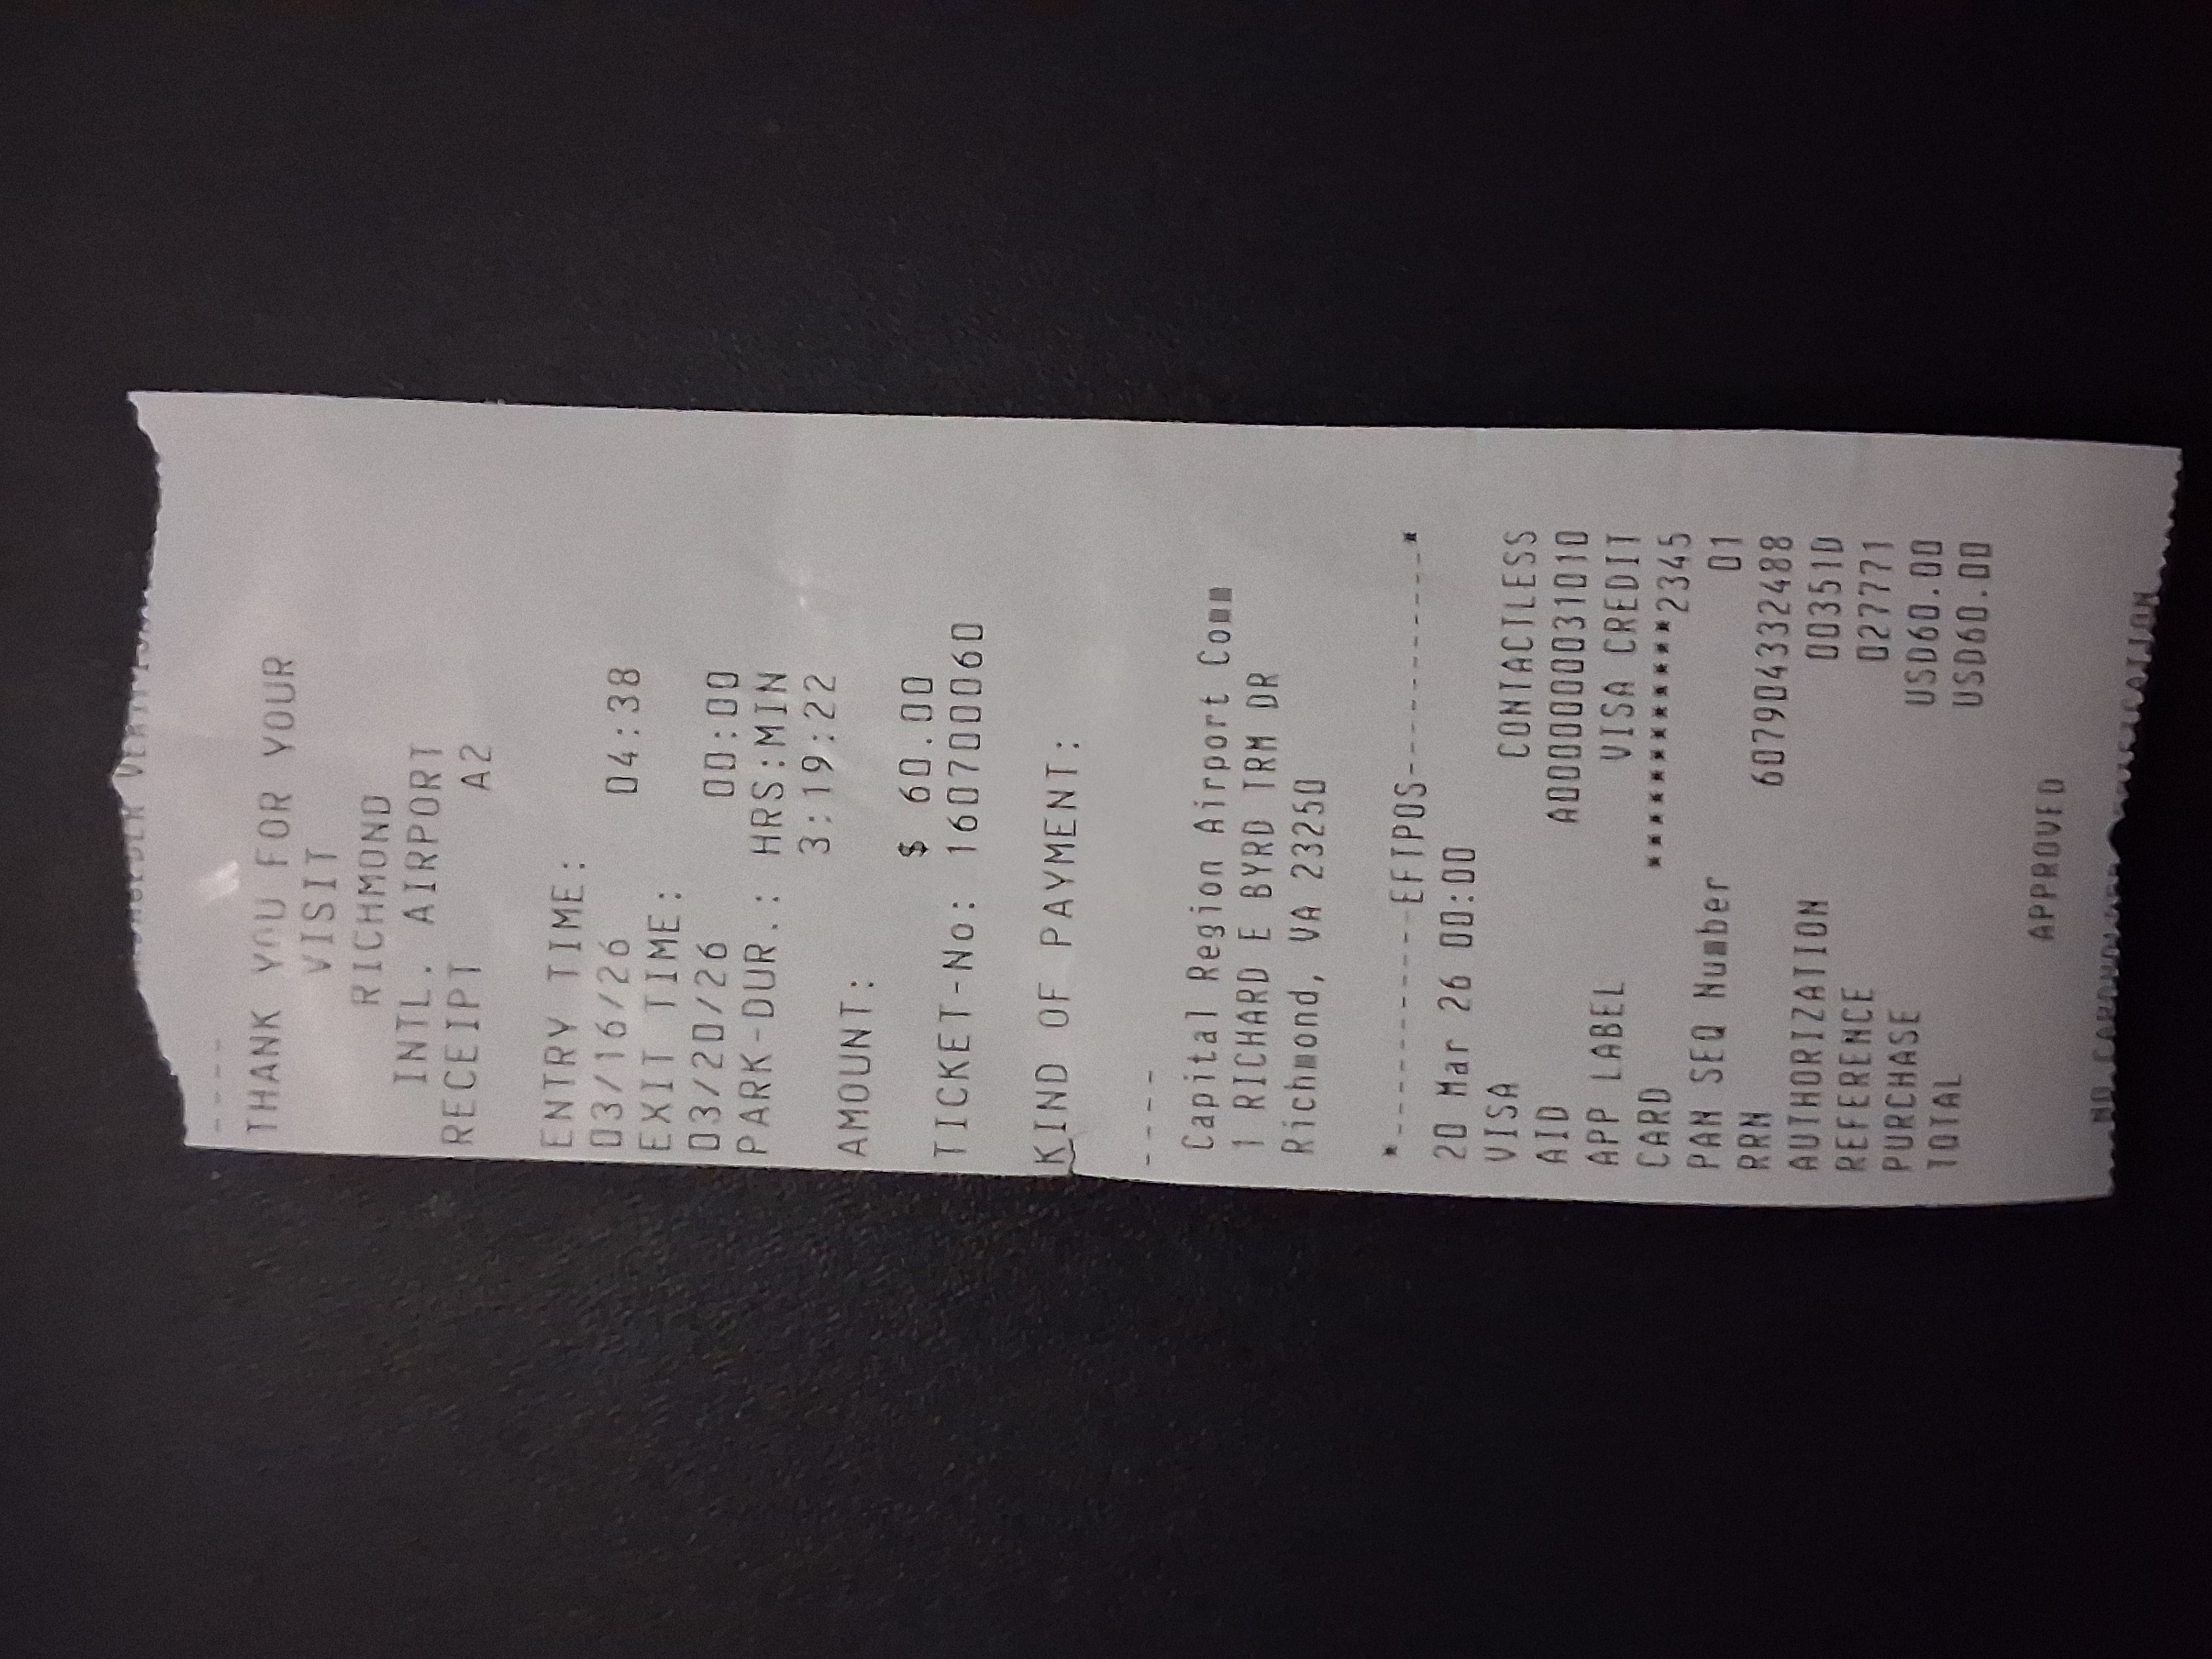 ----
THANK YOU FOR YOUR
VISIT
RICHMOND
INTL. AIRPORT
RECEIPT A2
ENTRY TIME:
03/16/26 04:38
EXIT TIME:
03/20/26 00:00
PARK-DUR.: HRS:MIN
3:19:22
AMOUNT:
$ 60.00
TICKET-No: 160700060
KIND OF PAYMENT:
----
Capital Region Airport Comm
1 RICHARD E BYRD TRM DR
Richmond, VA 23250
*-----------EFTPOS-----------*
20 Mar 26 00:00
VISA CONTACTLESS
AID A0000000031010
APP LABEL VISA CREDIT
CARD ************2345
PAN SEQ Number 01
RRN 607904332488
AUTHORIZATION 00351D
REFERENCE 027771
PURCHASE USD60.00
TOTAL USD60.00
APPROVED
NO CARDHOLDER VERIFICATION